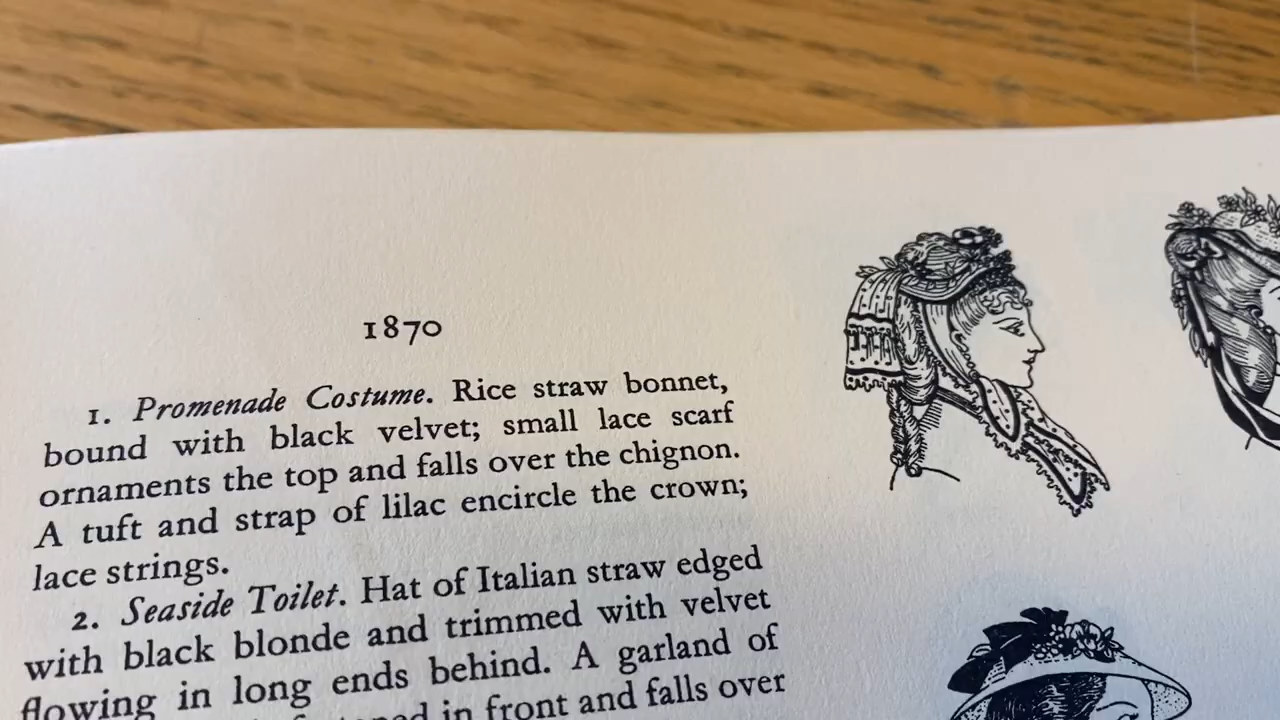 1870
1. Promenade Costume. Rice straw bonnet,
bound with black velvet; small lace scarf
ornaments the top and falls over the chignon.
A tuft and strap of lilac encircle the crown;
lace strings.
2. Seaside Toilet. Hat of Italian straw edged
with black blonde and trimmed with velvet
flowing in long ends behind. A garland of
in front and falls over